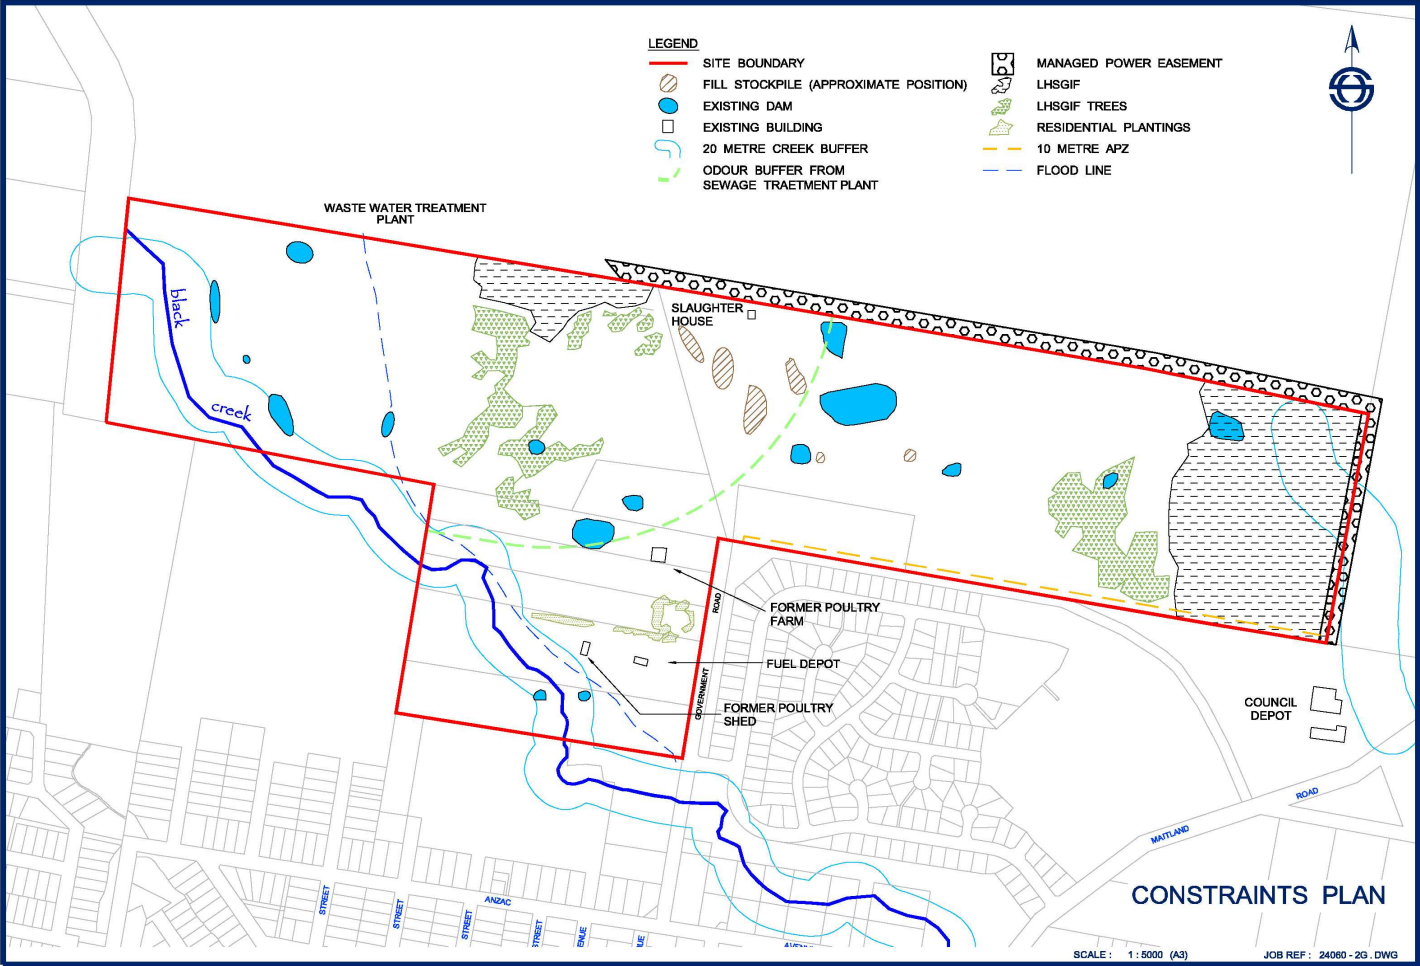 LEGEND
SITE BOUNDARY
FILL STOCKPILE (APPROXIMATE POSITION)
EXISTING DAM
EXISTING BUILDING
20 METRE CREEK BUFFER
ODOUR BUFFER FROM
SEWAGE TRAETMENT PLANT
MANAGED POWER EASEMENT
LHSGIF
LHSGIF TREES
RESIDENTIAL PLANTINGS
10 METRE APZ
FLOOD LINE
WASTE WATER TREATMENT
PLANT
black
creek
SLAUGHTER
HOUSE
ROAD
GOVERNMENT
FORMER POULTRY
FARM
FUEL DEPOT
FORMER POULTRY
SHED
COUNCIL
DEPOT
ROAD
MAITLAND
STREET
STREET
STREET
ANZAC
STREET
CONSTRAINTS PLAN
SCALE : 1 : 5000 (A3)
JOB REF : 24060 - 2G . DWG